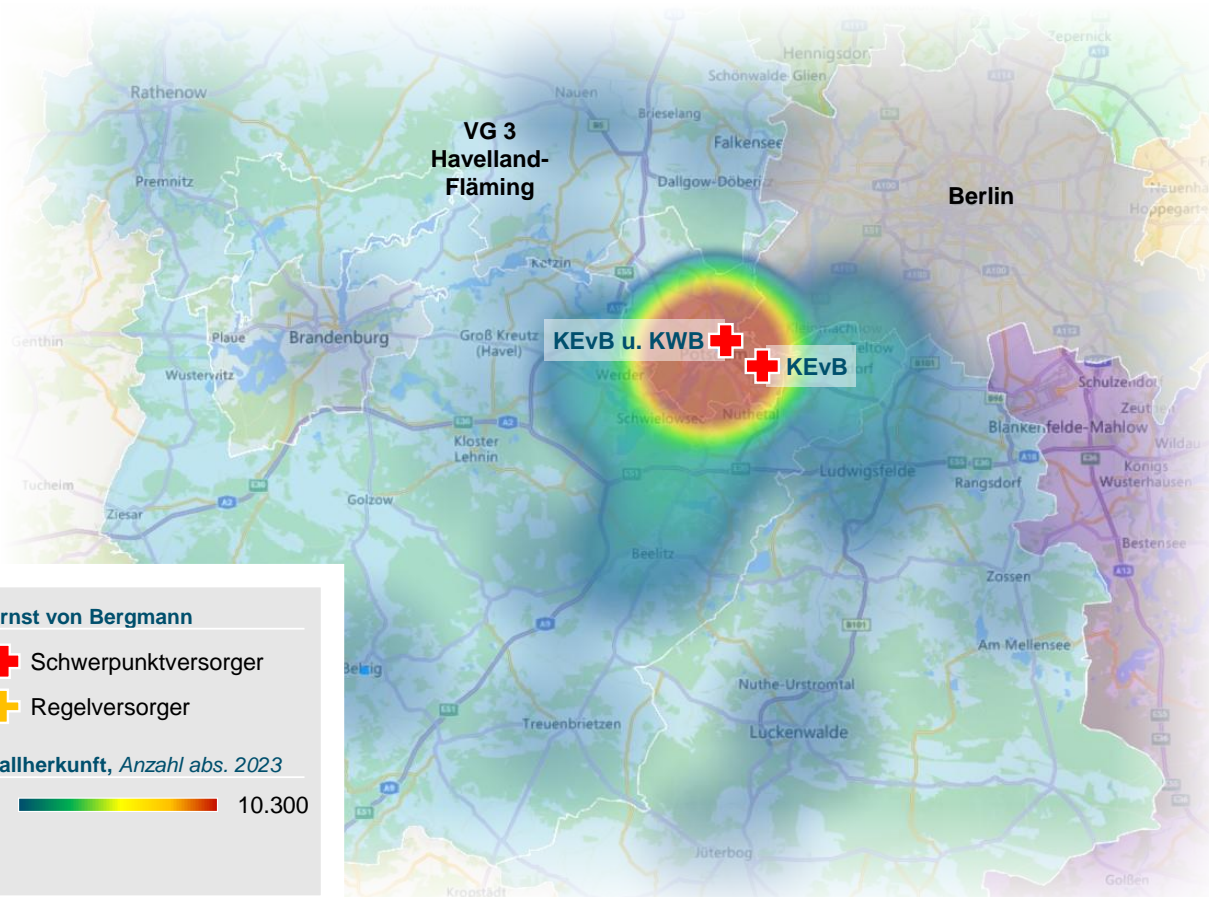 Zepernick
Hennigsdorf
Schönwalde-Glien
Rathenow
Nauen
VG 3
Havelland-
Fläming
Brieselang
Falkensee
Premnitz
Dallgow-Döberitz
Berlin
Hoppegarte
Ketzin
Genthin
Plaue
Brandenburg
Groß Kreutz
(Havel)
KEvB u. KWB
KEvB
Kleinmachnow
Teltow
Wusterwitz
Werder
Schwielowsee
Nuthetal
Schulzendorf
Zeuthen
Blankenfelde-Mahlow
Wildau
Kloster
Lehnin
Ludwigsfelde
Rangsdorf
Königs
Wusterhausen
Tucheim
Ziesar
Golzow
Bestensee
Beelitz
Zossen
rnst von Bergmann
Schwerpunktversorger
Regelversorger
allherkunft, Anzahl abs. 2023
10.300
Belzig
Am Mellensee
Nuthe-Urstromtal
Treuenbrietzen
Luckenwalde
Jüterbog
Kropstädt
Golßen